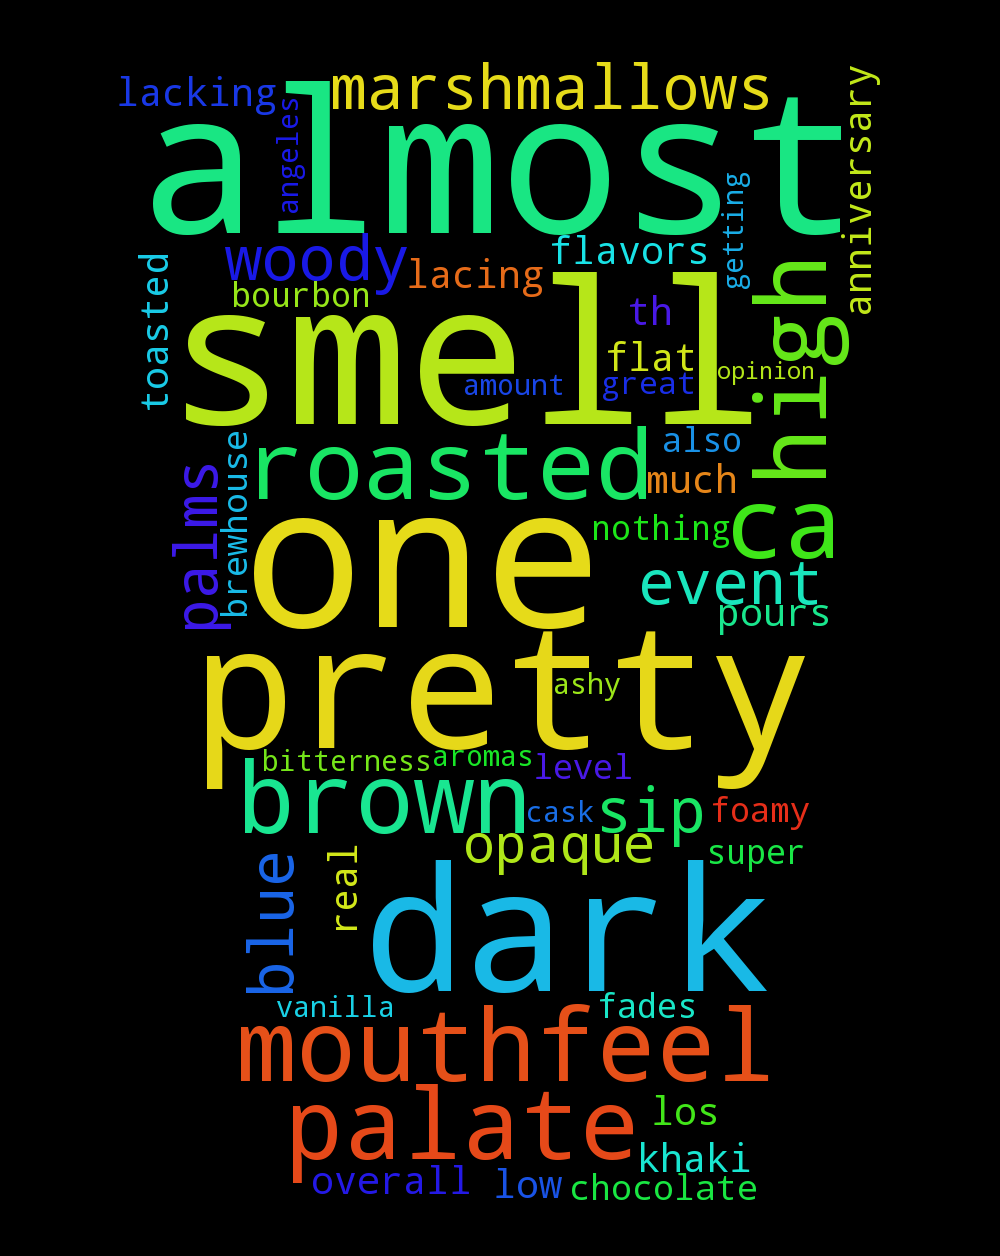 lacking
marshmallows
almost
angeles
anniversary
getting
woody
flavors
lacing
toasted
bourbon
high
th
smell
flat
opinion
amount
great
roasted
also
much
palms
brewhouse
one
nothing
ca
event
pours
pretty
ashy
bitterness
aromas
level
brown
cask
sip
foamy
opaque
super
blue
real
dark
vanilla
fades
mouthfeel
palate
los
khaki
overall
low
chocolate